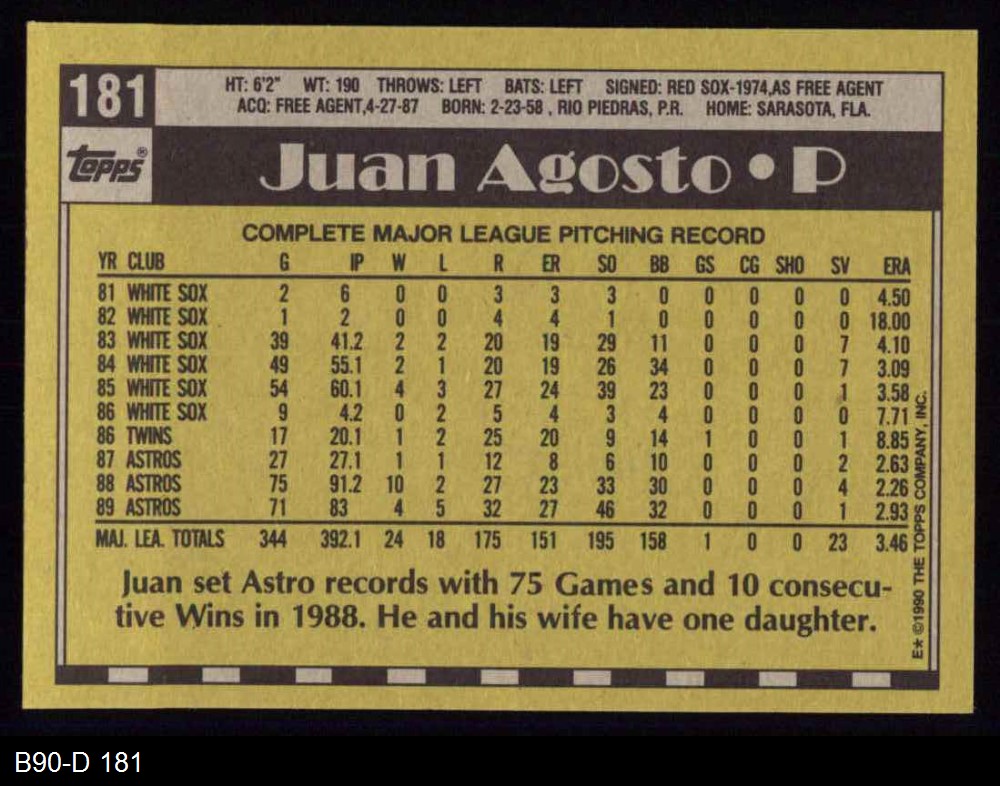 181
HT: 6'2" WT: 190 THROWS: LEFT BATS: LEFT SIGNED: RED SOX-1974,AS FREE AGENT
ACQ: FREE AGENT,4-27-87 BORN: 2-23-58 , RIO PIEDRAS, P.R. HOME: SARASOTA, FLA.
topps®
Juan Agosto • P
COMPLETE MAJOR LEAGUE PITCHING RECORD
YR CLUB G IP W L R ER SO BB GS CG SHO SV ERA
81 WHITE SOX 2 6 0 0 3 3 3 0 0 0 0 0 4.50
82 WHITE SOX 1 2 0 0 4 4 1 0 0 0 0 0 18.00
83 WHITE SOX 39 41.2 2 2 20 19 29 11 0 0 0 7 4.10
84 WHITE SOX 49 55.1 2 1 20 19 26 34 0 0 0 7 3.09
85 WHITE SOX 54 60.1 4 3 27 24 39 23 0 0 0 1 3.58
86 WHITE SOX 9 4.2 0 2 5 4 3 4 0 0 0 0 7.71
86 TWINS 17 20.1 1 2 25 20 9 14 1 0 0 1 8.85
87 ASTROS 27 27.1 1 1 12 8 6 10 0 0 0 2 2.63
88 ASTROS 75 91.2 10 2 27 23 33 30 0 0 0 4 2.26
89 ASTROS 71 83 4 5 32 27 46 32 0 0 0 1 2.93
MAJ. LEA. TOTALS 344 392.1 24 18 175 151 195 158 1 0 0 23 3.46
Juan set Astro records with 75 Games and 10 consecu-
tive Wins in 1988. He and his wife have one daughter.
E* ©1990 THE TOPPS COMPANY, INC.
B90-D 181